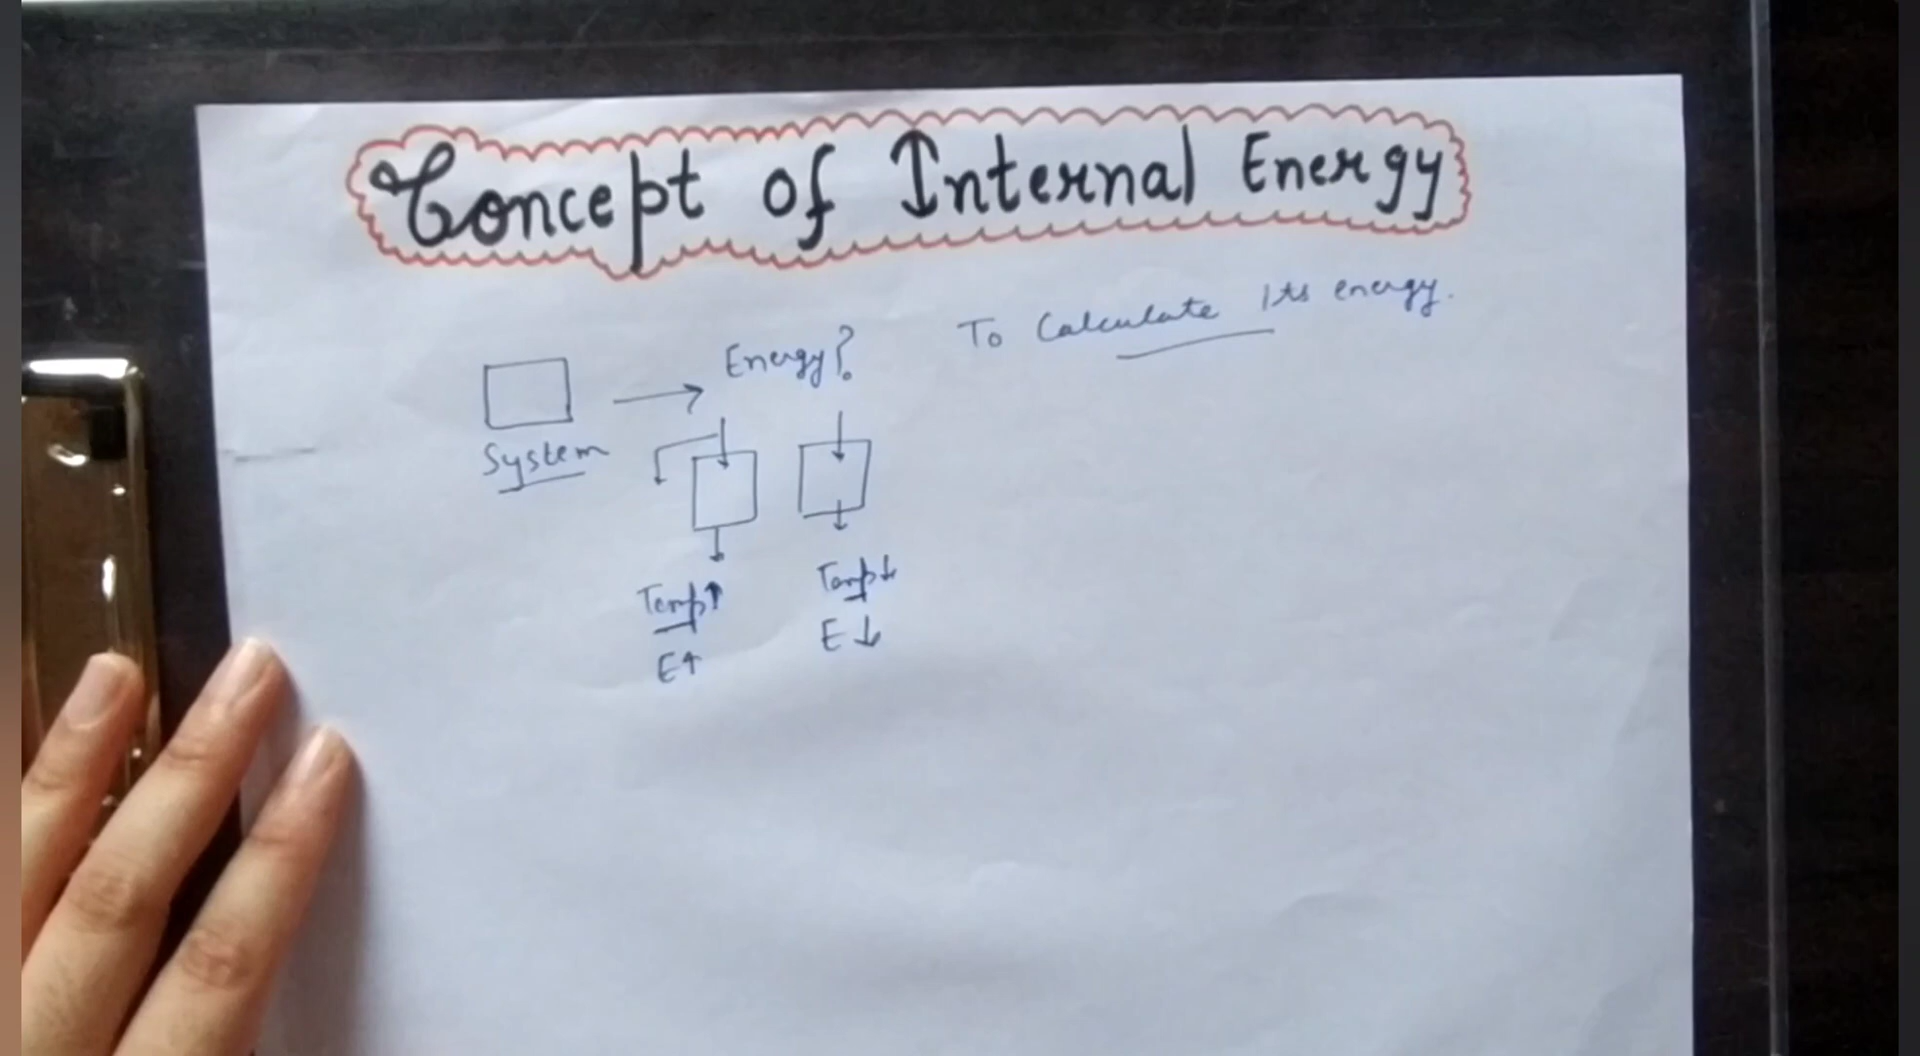 Concept of Internal Energy
To Calculate Its energy.
Energy?
System
Temp↑
Temp↓
E↑
E↓